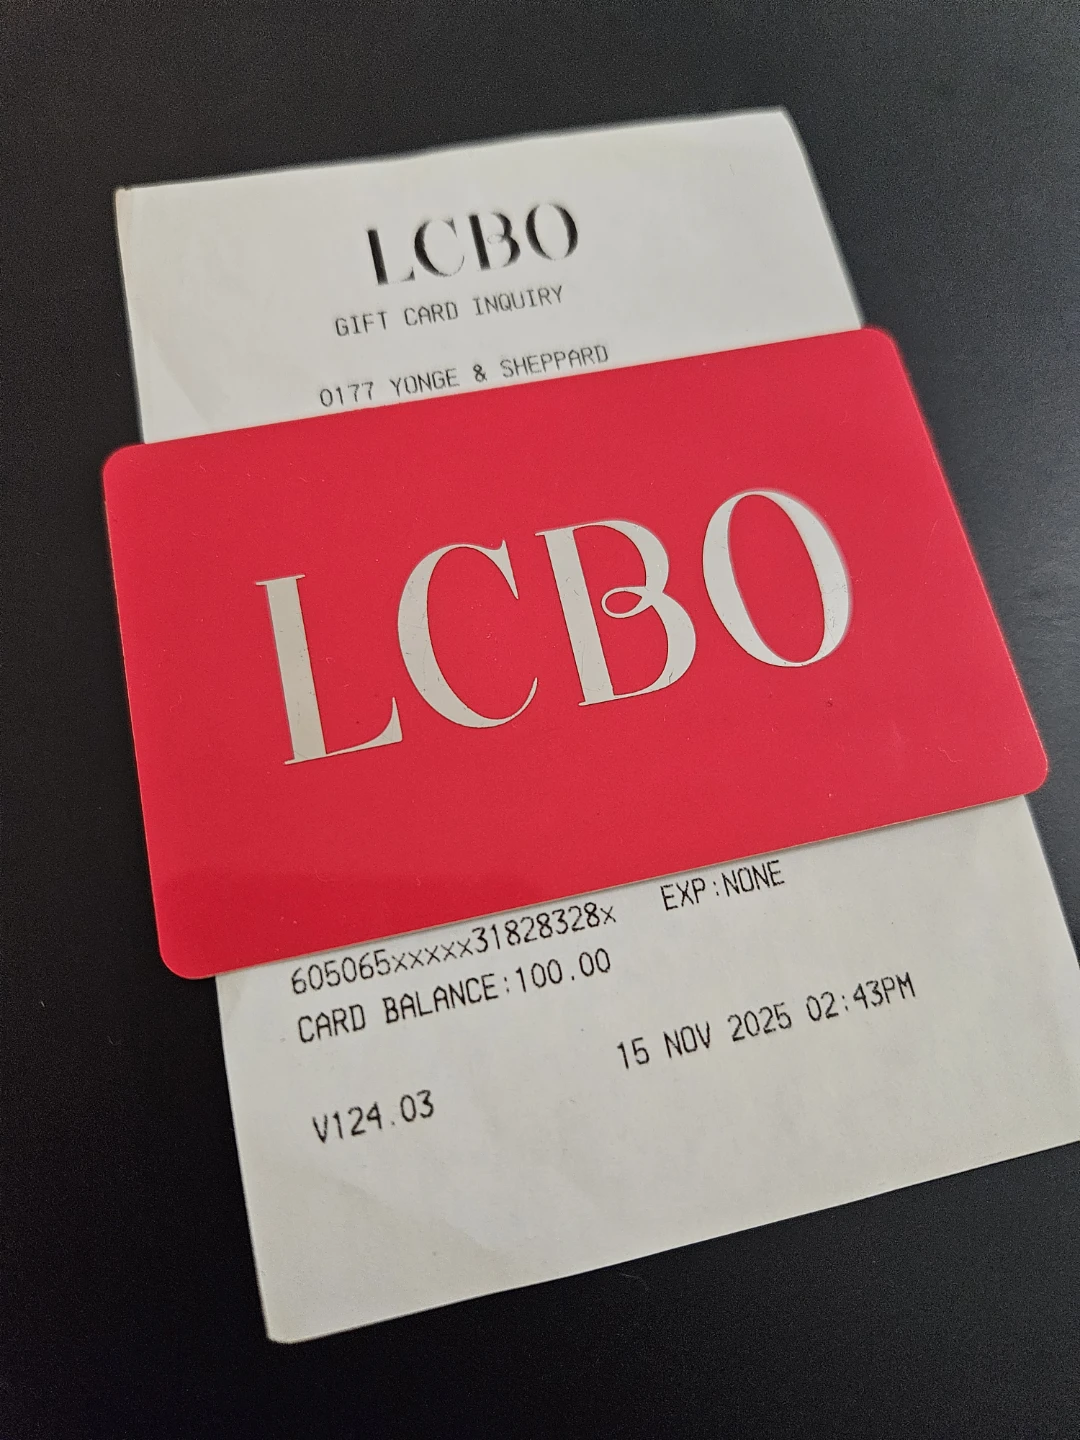 LCBO
GIFT CARD INQUIRY
0177 YONGE & SHEPPARD
LCBO
605065xxxxx31828328x EXP:NONE
CARD BALANCE:100.00
15 NOV 2025 02:43PM
V124.03